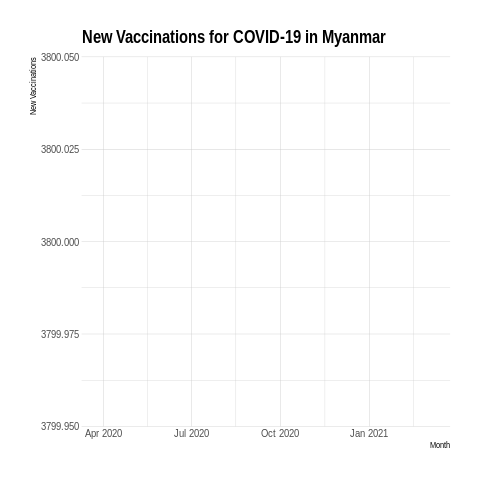 New Vaccinations for COVID-19 in Myanmar
New Vaccinations
3800.050
3800.025
3800.000
3799.975
3799.950
Apr 2020 Jul 2020 Oct 2020 Jan 2021
Month